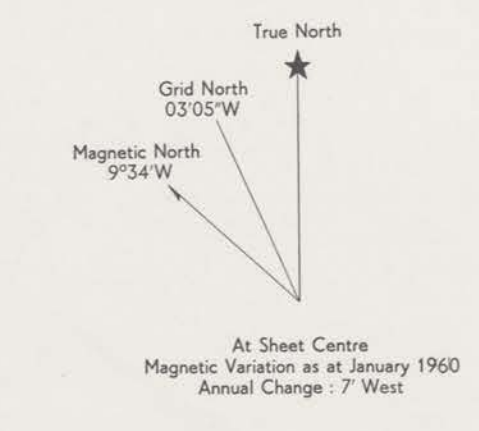 True North
Grid North
03'05"W
Magnetic North
9°34'W
At Sheet Centre
Magnetic Variation as at January 1960
Annual Change : 7' West